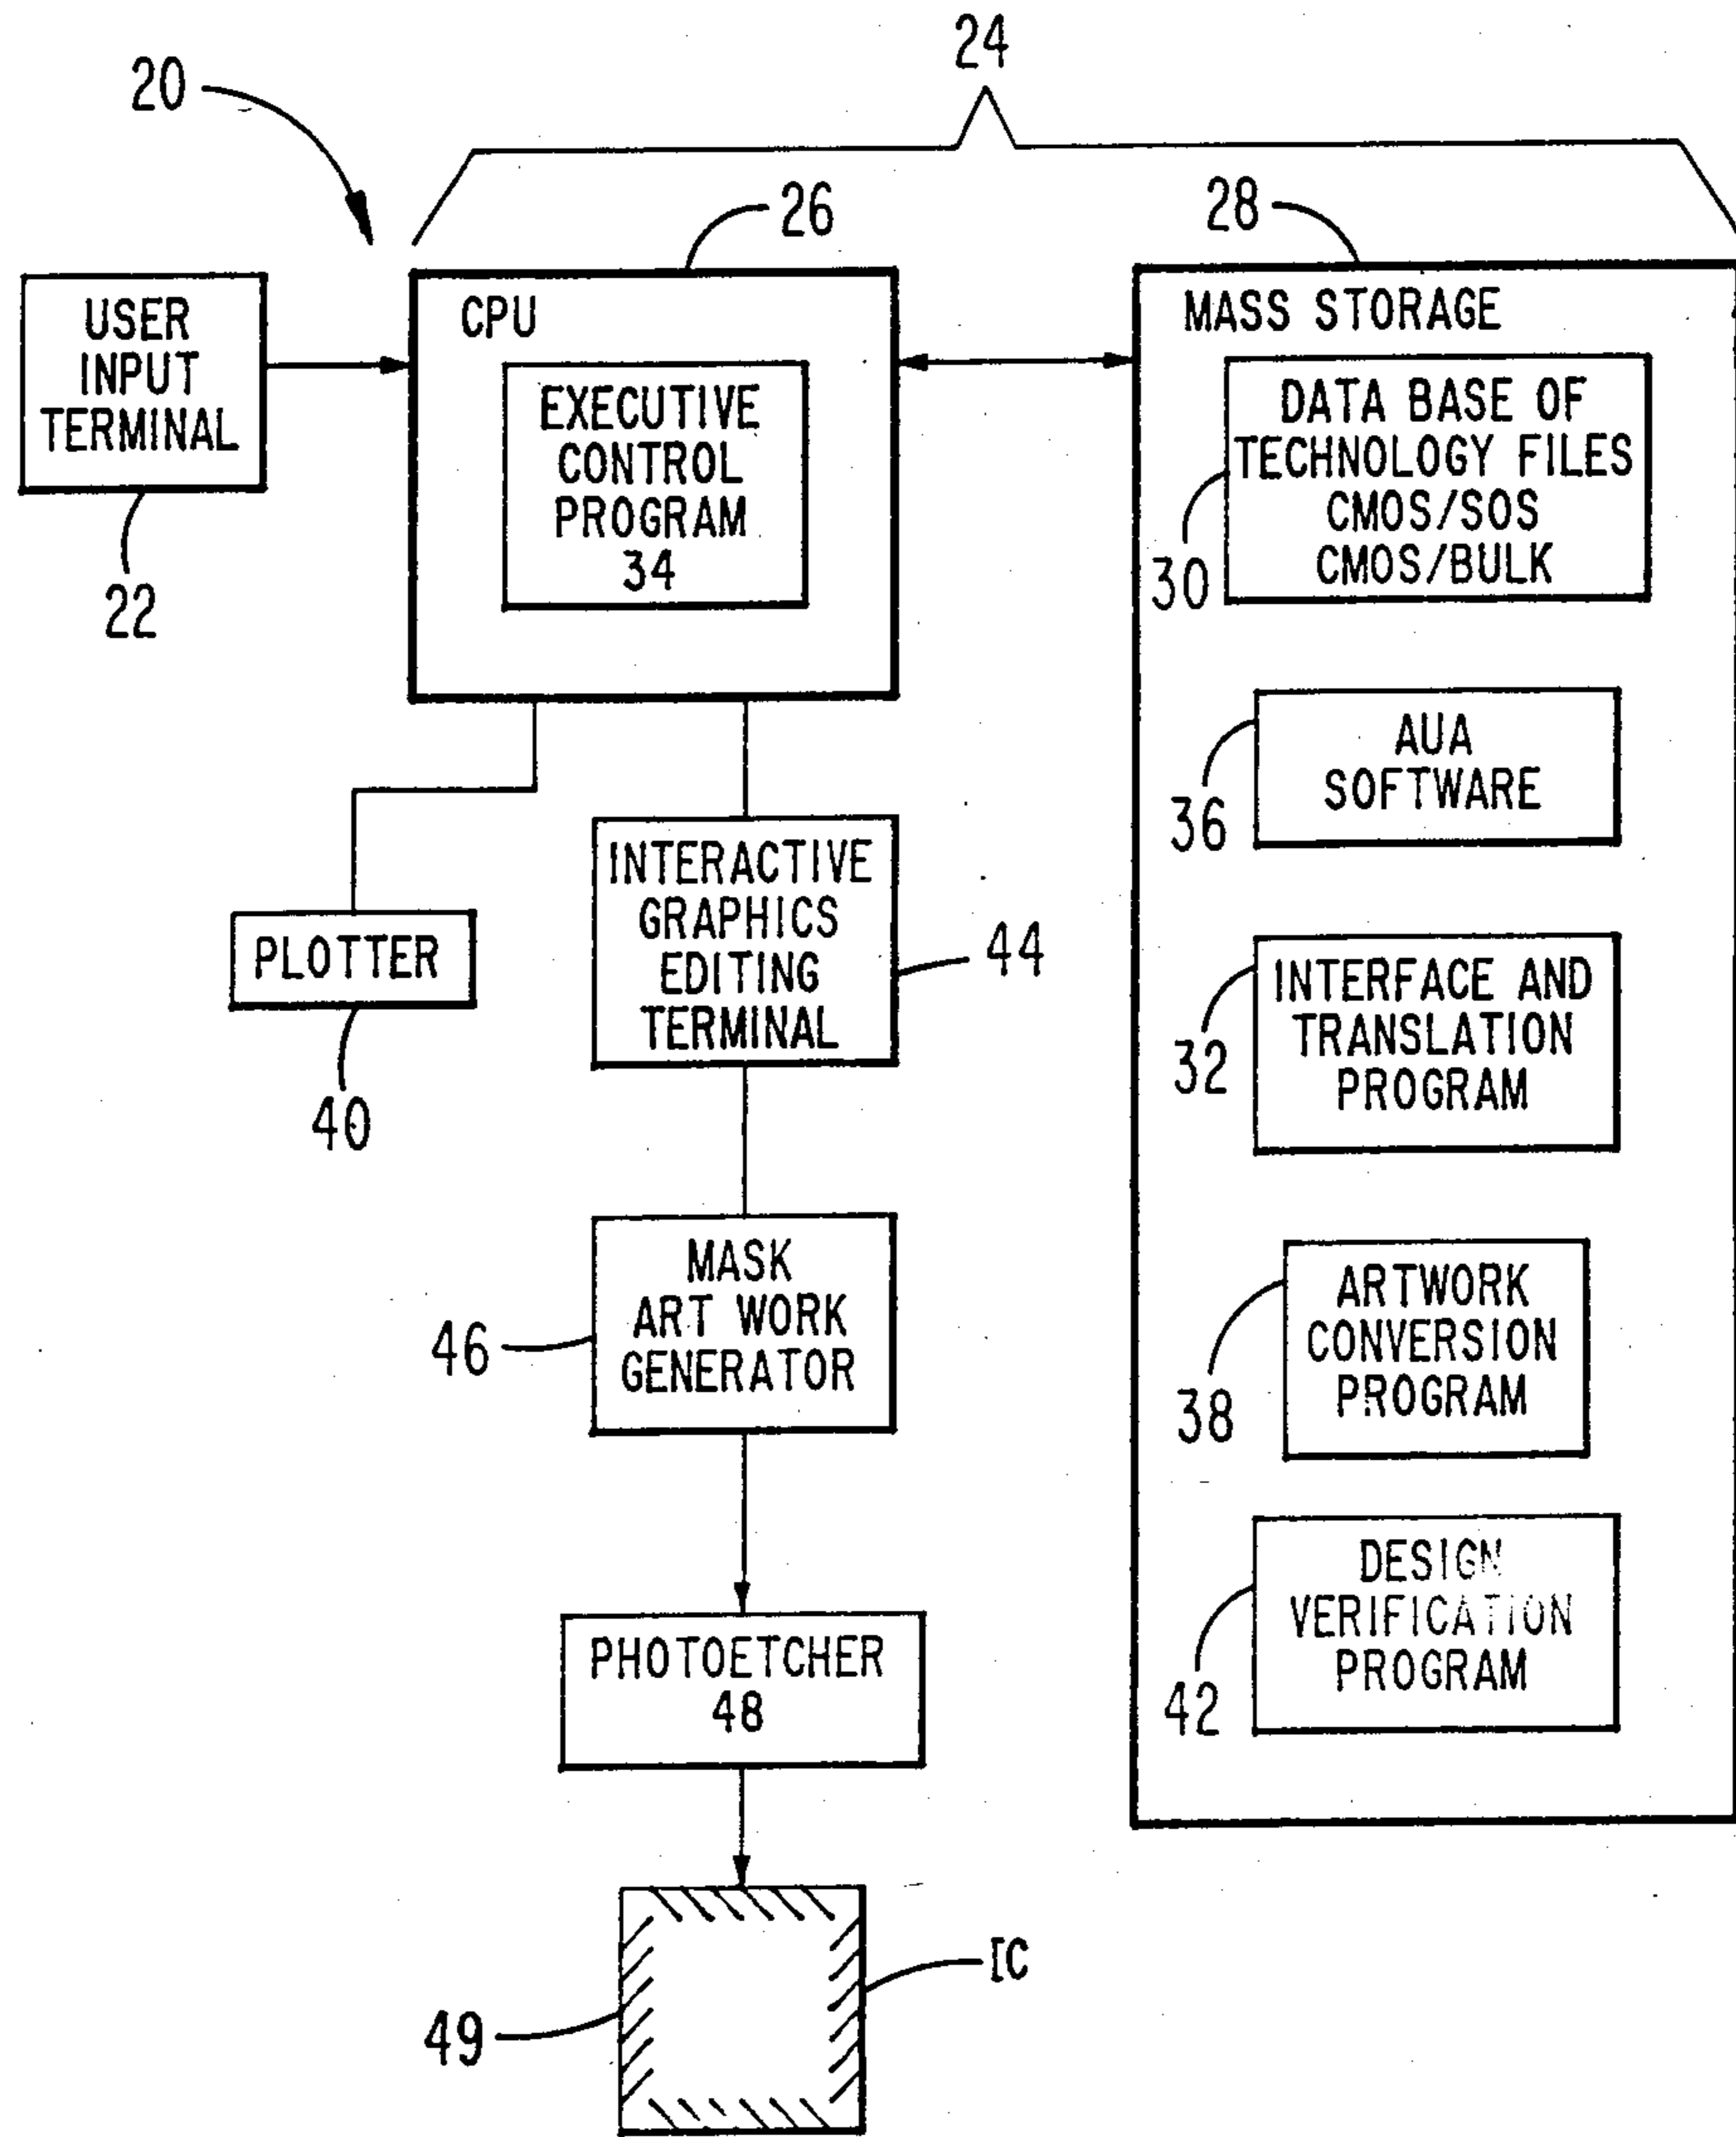 24
20
26
28
USER
INPUT
TERMINAL
22
CPU
EXECUTIVE
CONTROL
PROGRAM
34
MASS STORAGE
DATA BASE OF
TECHNOLOGY FILES
CMOS/SOS
CMOS/BULK
30
AUA
SOFTWARE
36
INTERFACE AND
TRANSLATION
PROGRAM
32
ARTWORK
CONVERSION
PROGRAM
38
DESIGN
VERIFICATION
PROGRAM
42
PLOTTER
40
INTERACTIVE
GRAPHICS
EDITING
TERMINAL
44
MASK
ART WORK
GENERATOR
46
PHOTOETCHER
48
IC
49